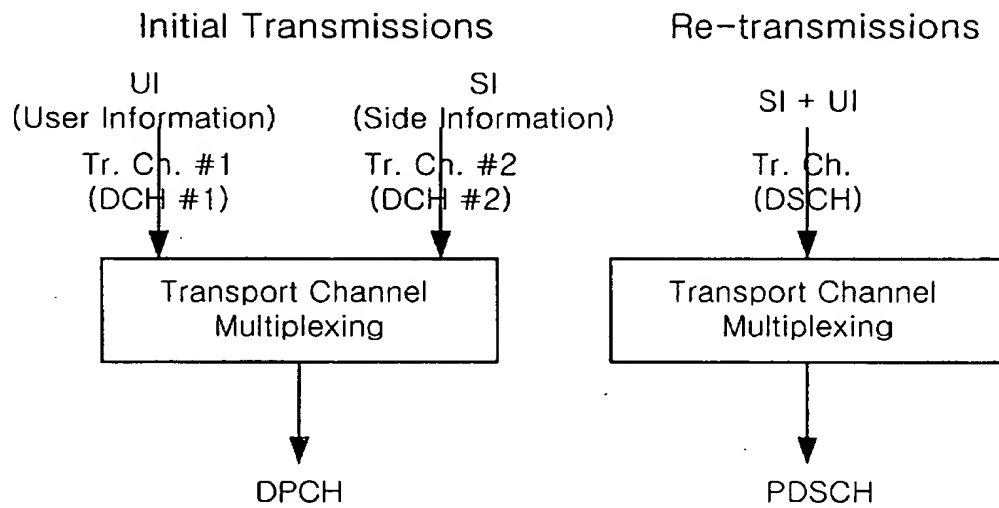 Initial Transmissions
UI
(User Information)
Tr. Ch. #1
(DCH #1)
SI
(Side Information)
Tr. Ch. #2
(DCH #2)
Transport Channel
Multiplexing
DPCH
Re-transmissions
SI + UI
Tr. Ch.
(DSCH)
Transport Channel
Multiplexing
PDSCH